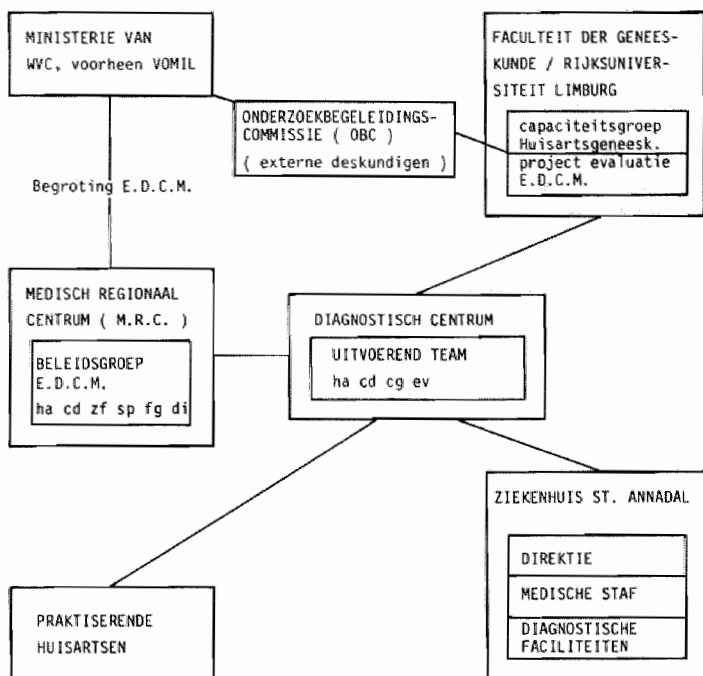 MINISTERIE VAN
WVC, voorheen VOMIL
FACULTEIT DER GENEES-
KUNDE / RIJKSUNIVER-
SITEIT LIMBURG
capaciteitsgroep
Huisartsgeneesk.
project evaluatie
E.D.C.M.
ONDERZOEKBEGELEIDINGS-
COMMISSIE ( OBC )
( externe deskundigen )
Begroting E.D.C.M.
MEDISCH REGIONAAL
CENTRUM ( M.R.C. )
BELEIDSGROEP
E.D.C.M.
ha cd zf sp fg di
DIAGNOSTISCH CENTRUM
UITVOEREND TEAM
ha cd cg ev
ZIEKENHUIS ST. ANNADAL
DIREKTIE
MEDISCHE STAF
DIAGNOSTISCHE
FACILITEITEN
PRAKTISERENDE
HUISARTSEN